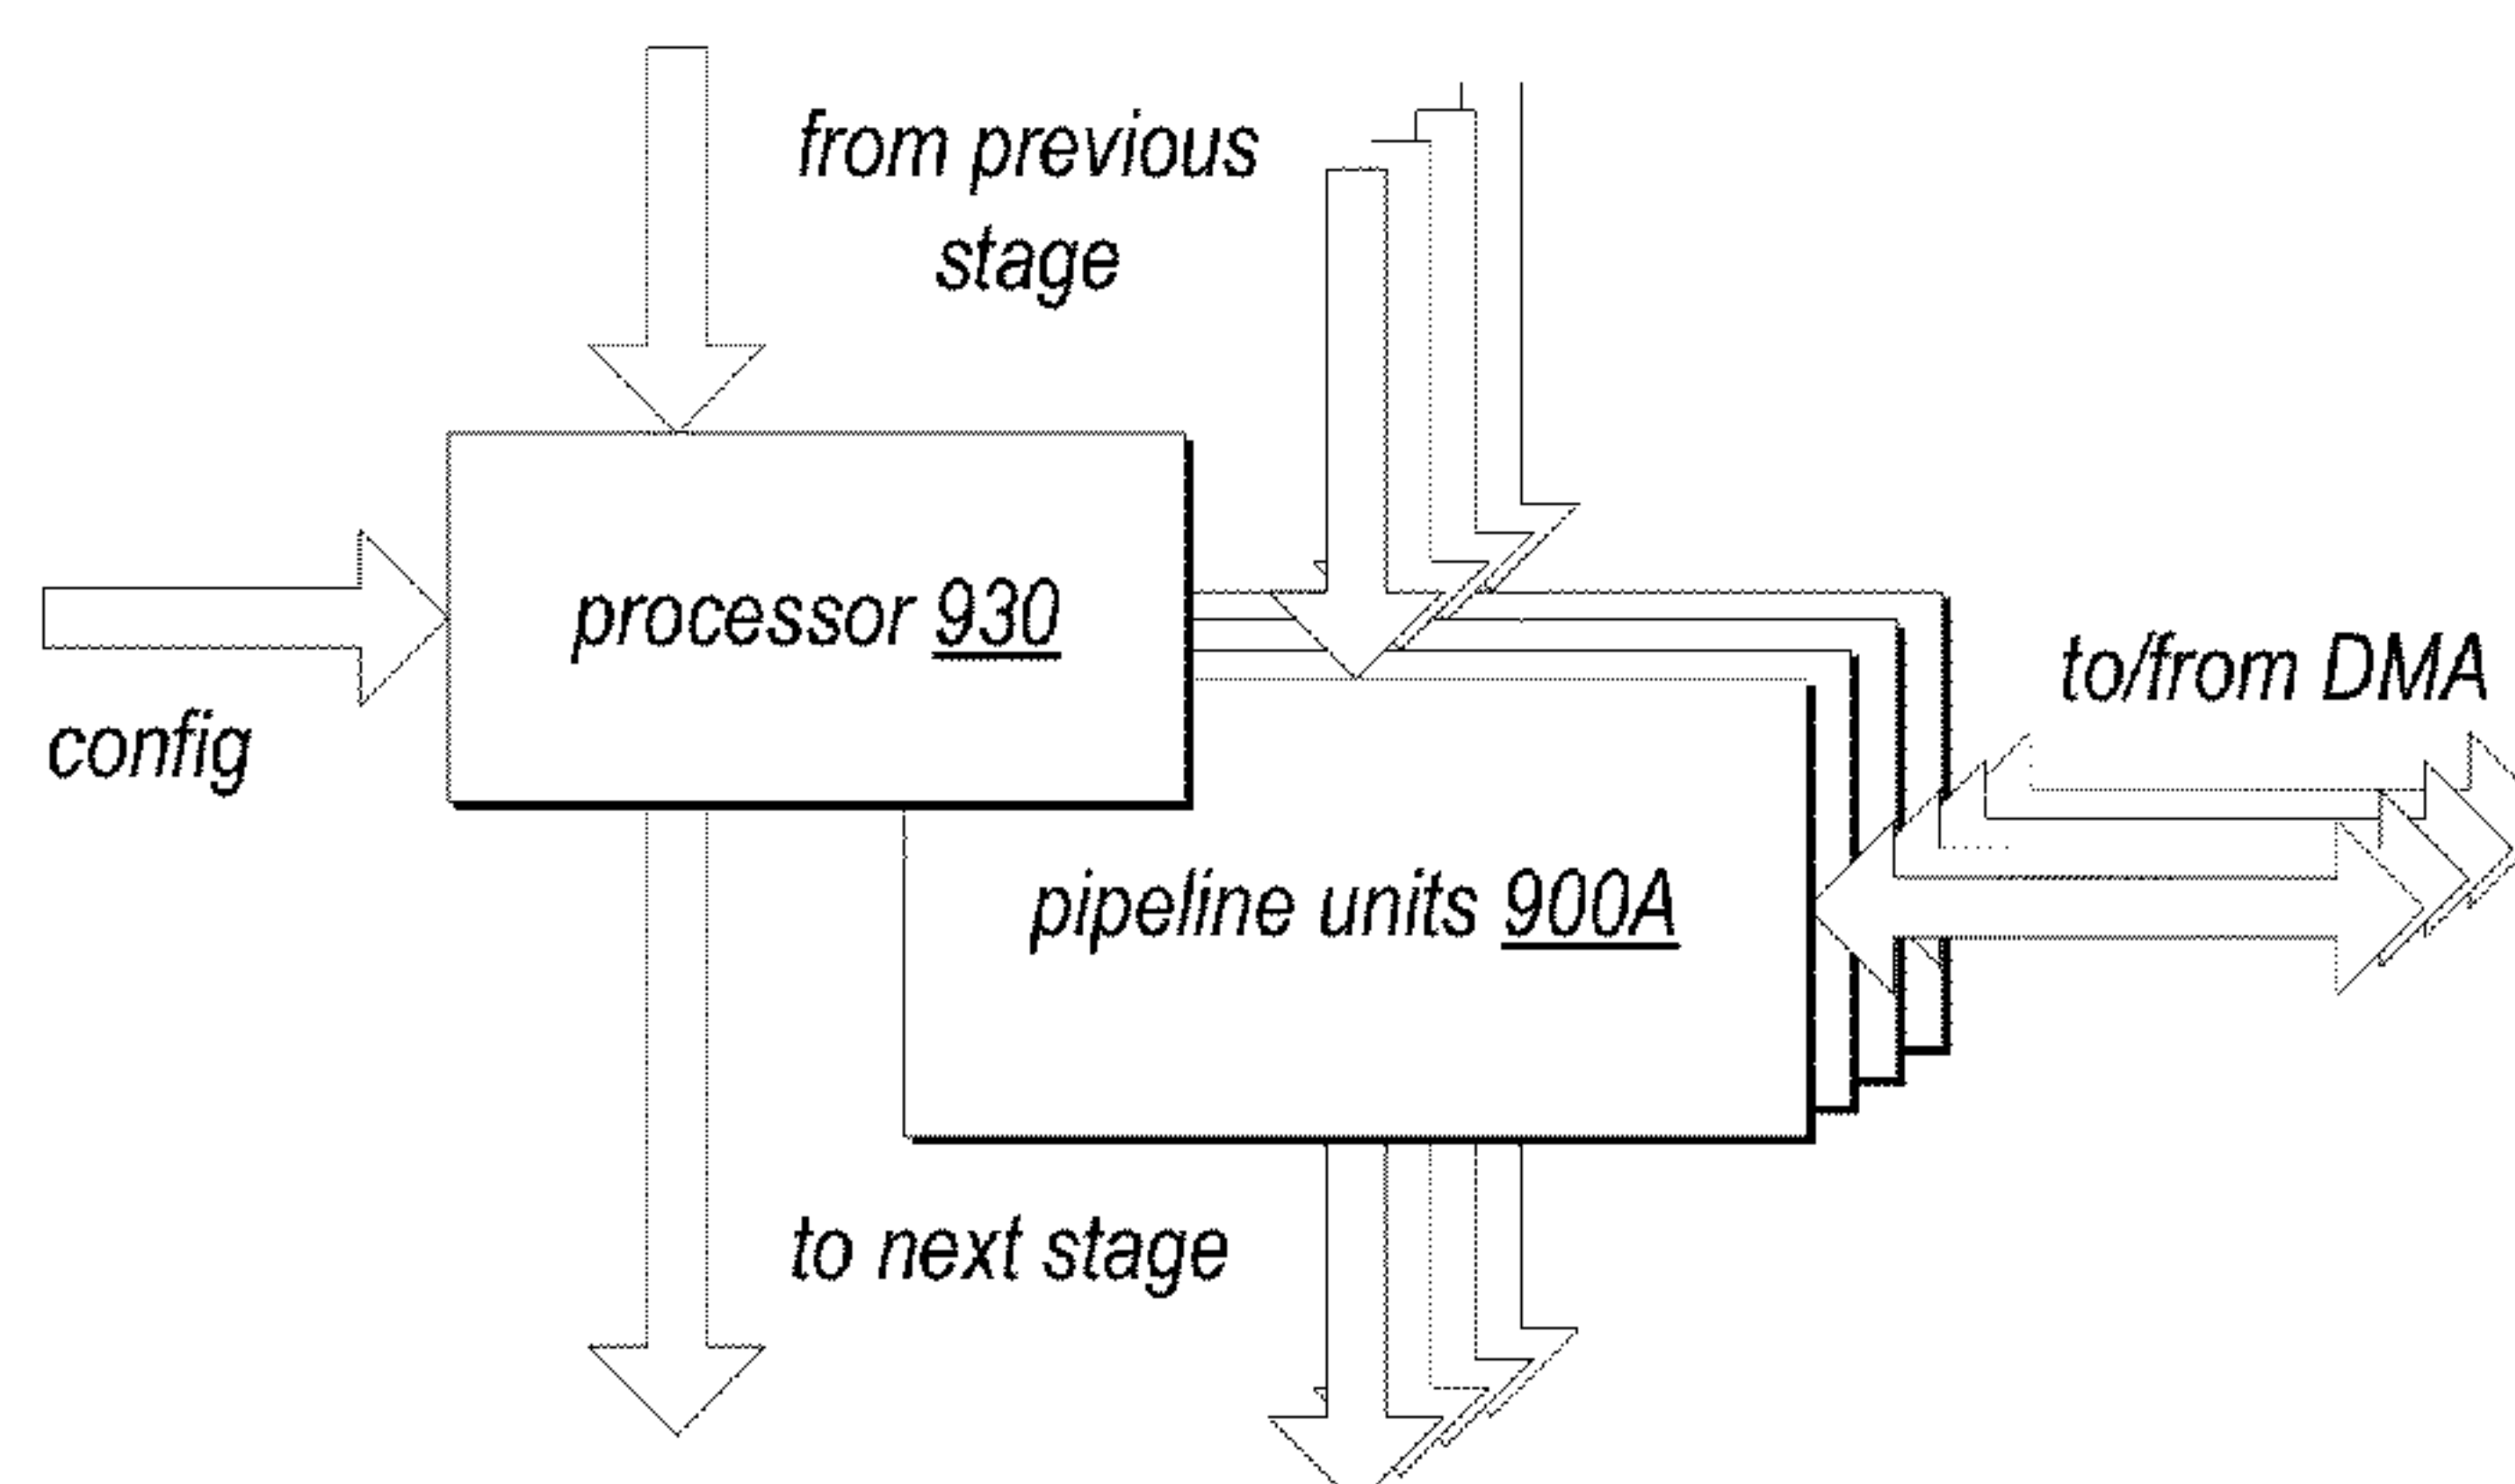 from previous
stage
processor 930
to/from DMA
config
pipeline units 900A
to next stage